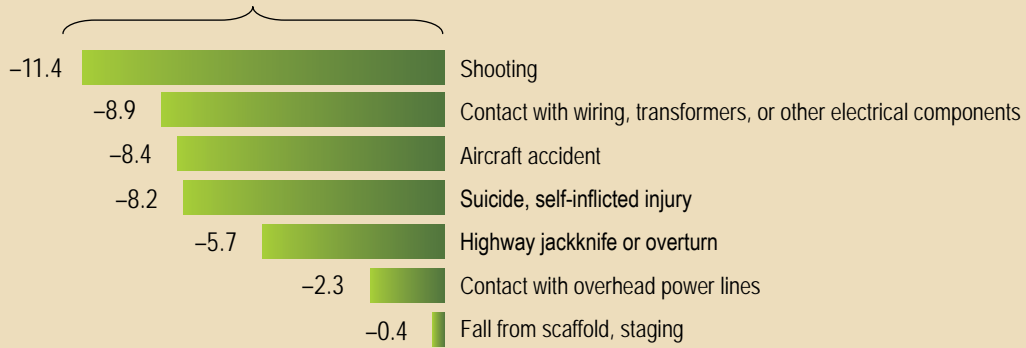 –11.4 Shooting
–8.9 Contact with wiring, transformers, or other electrical components
–8.4 Aircraft accident
–8.2 Suicide, self-inflicted injury
–5.7 Highway jackknife or overturn
–2.3 Contact with overhead power lines
–0.4 Fall from scaffold, staging